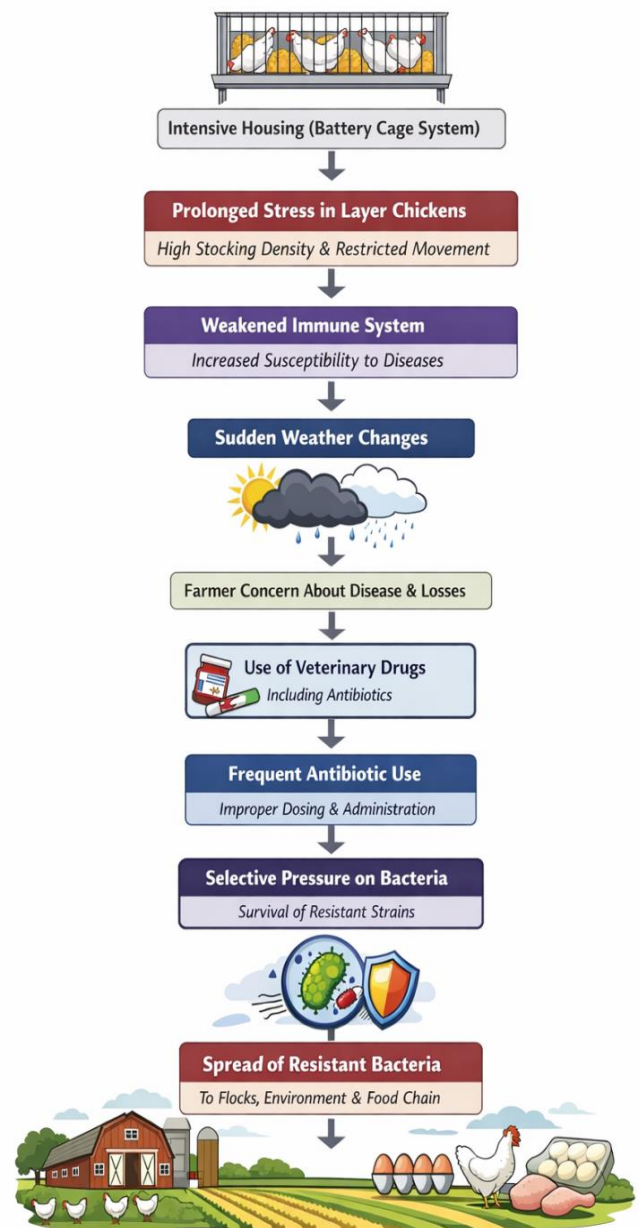 Intensive Housing (Battery Cage System)
Prolonged Stress in Layer Chickens
High Stocking Density & Restricted Movement
Weakened Immune System
Increased Susceptibility to Diseases
Sudden Weather Changes
Farmer Concern About Disease & Losses
Use of Veterinary Drugs
Including Antibiotics
Frequent Antibiotic Use
Improper Dosing & Administration
Selective Pressure on Bacteria
Survival of Resistant Strains
Spread of Resistant Bacteria
To Flocks, Environment & Food Chain